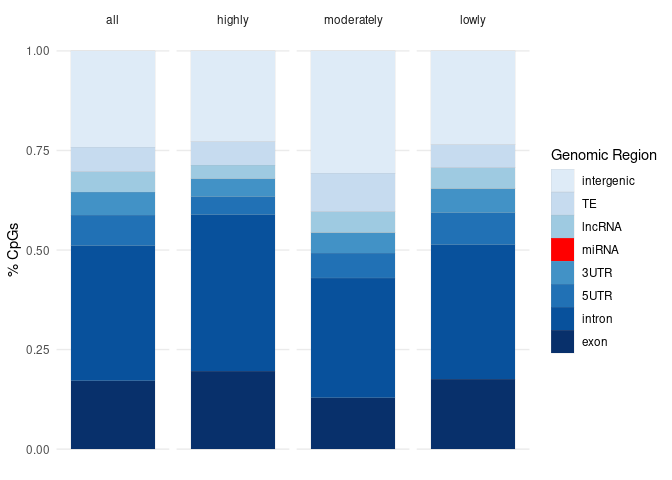 all
highly
moderately
lowly
1.00
0.75
0.50
0.25
0.00
% CpGs
Genomic Region
intergenic
TE
lncRNA
miRNA
3UTR
5UTR
intron
exon